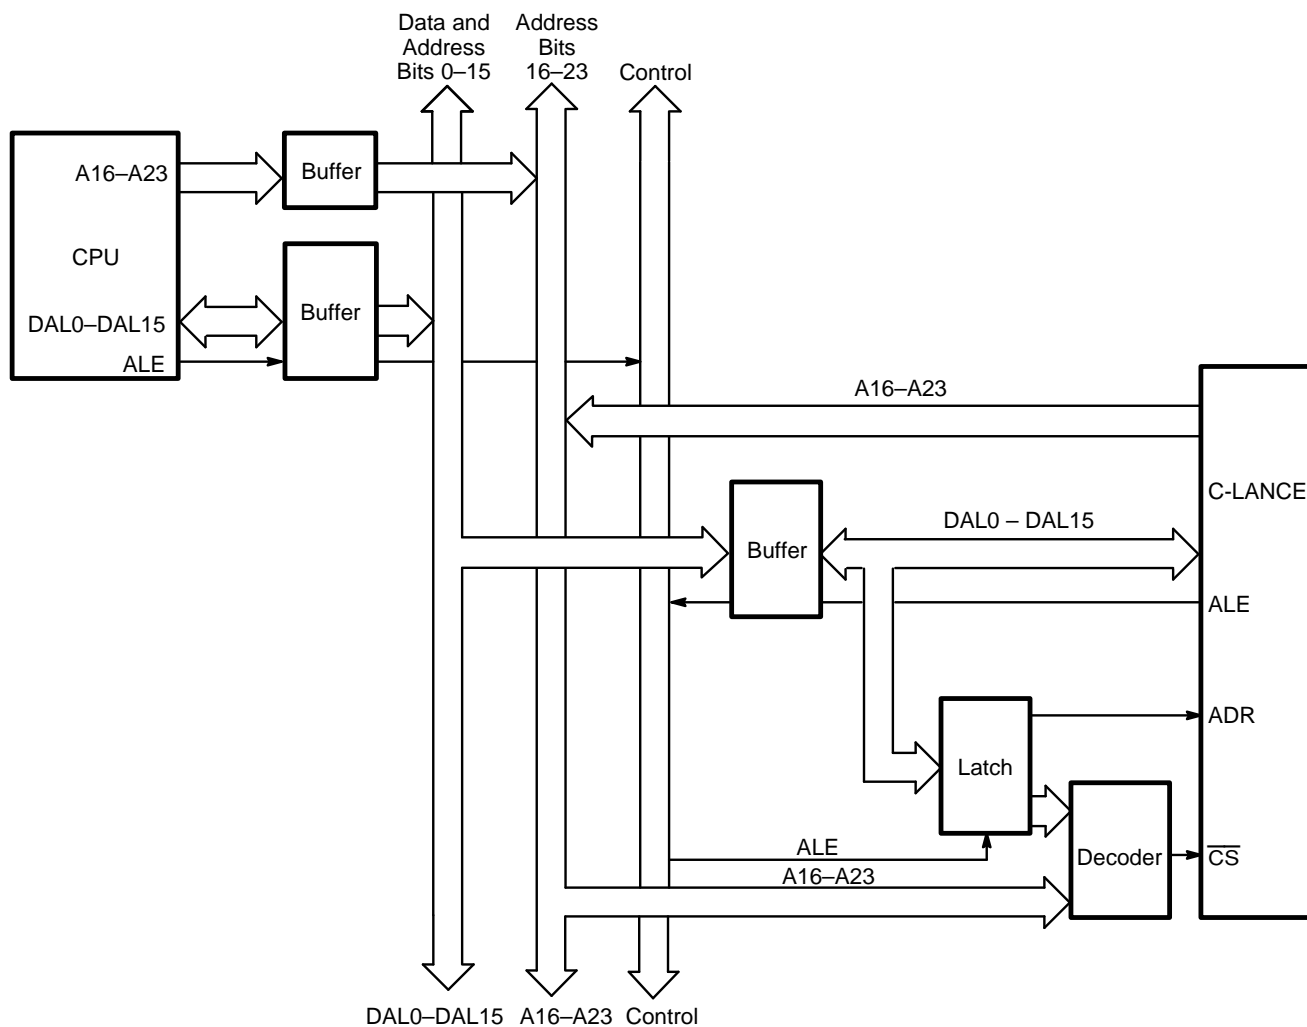 Data and
Address
Bits 0–15
Address
Bits
16–23
Control
A16–A23
Buffer
CPU
DAL0–DAL15
Buffer
ALE
A16–A23
C-LANCE
DAL0 – DAL15
Buffer
ALE
ADR
Latch
ALE
Decoder
CS
A16–A23
DAL0–DAL15
A16–A23
Control